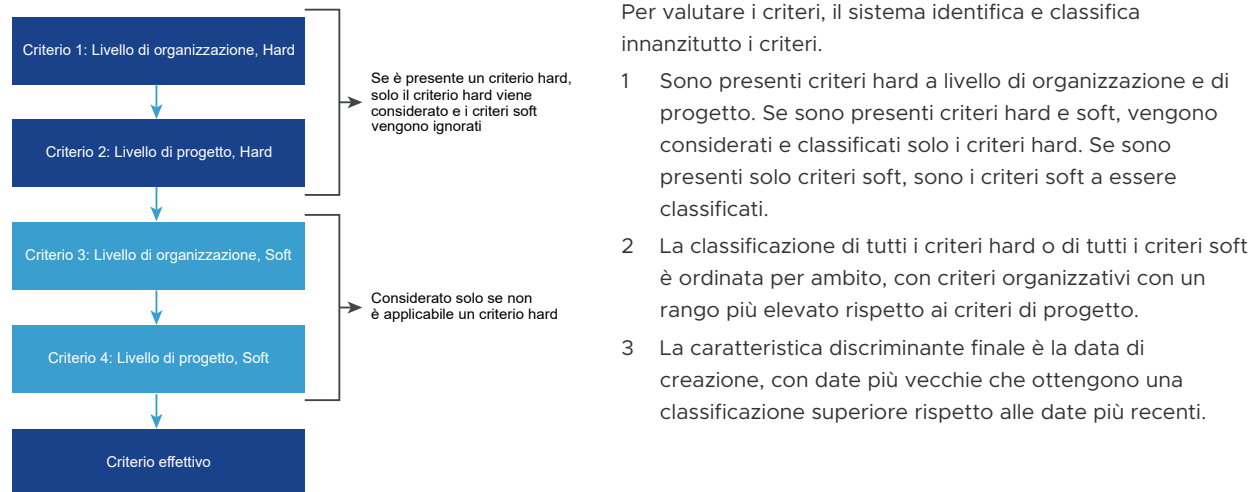 Criterio 1: Livello di organizzazione, Hard
Criterio 2: Livello di progetto, Hard
Se è presente un criterio hard,
solo il criterio hard viene
considerato e i criteri soft
vengono ignorati
Criterio 3: Livello di organizzazione, Soft
Criterio 4: Livello di progetto, Soft
Considerato solo se non
è applicabile un criterio hard
Criterio effettivo
Per valutare i criteri, il sistema identifica e classifica
innanzitutto i criteri.
1 Sono presenti criteri hard a livello di organizzazione e di
progetto. Se sono presenti criteri hard e soft, vengono
considerati e classificati solo i criteri hard. Se sono
presenti solo criteri soft, sono i criteri soft a essere
classificati.
2 La classificazione di tutti i criteri hard o di tutti i criteri soft
è ordinata per ambito, con criteri organizzativi con un
rango più elevato rispetto ai criteri di progetto.
3 La caratteristica discriminante finale è la data di
creazione, con date più vecchie che ottengono una
classificazione superiore rispetto alle date più recenti.